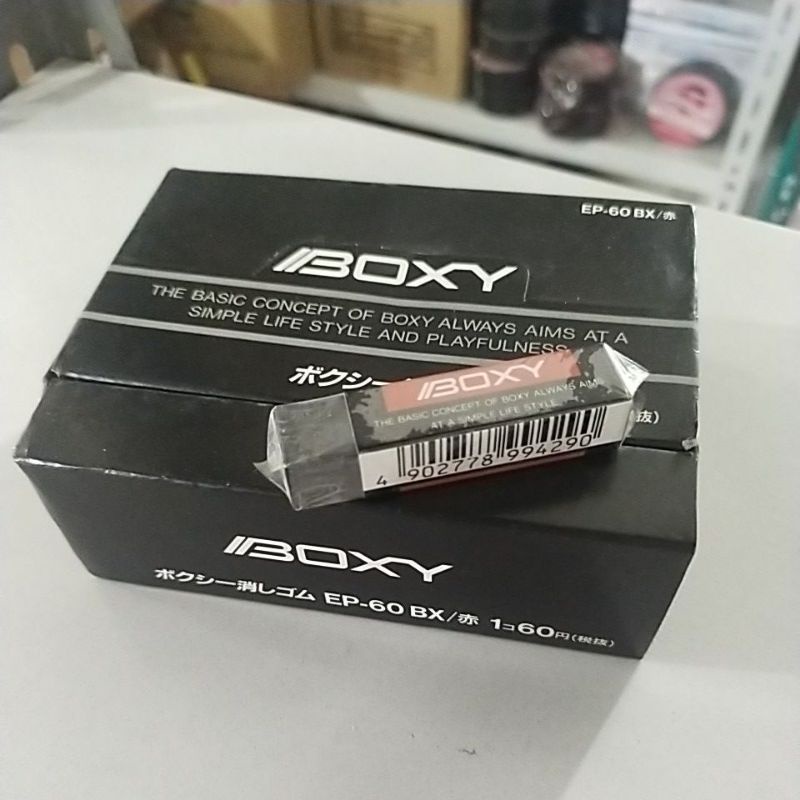 EP-60 BX/赤
BOXY
THE BASIC CONCEPT OF BOXY ALWAYS AIMS AT A
SIMPLE LIFE STYLE AND PLAYFULNESS
ボクシー
抜)
BOXY
THE BASIC CONCEPT OF BOXY ALWAYS AIM
AT A SIMPLE LIFE STYLE
4 902778 994290
BOXY
ボクシー消しゴム EP-60 BX/赤 1コ60円(税抜)